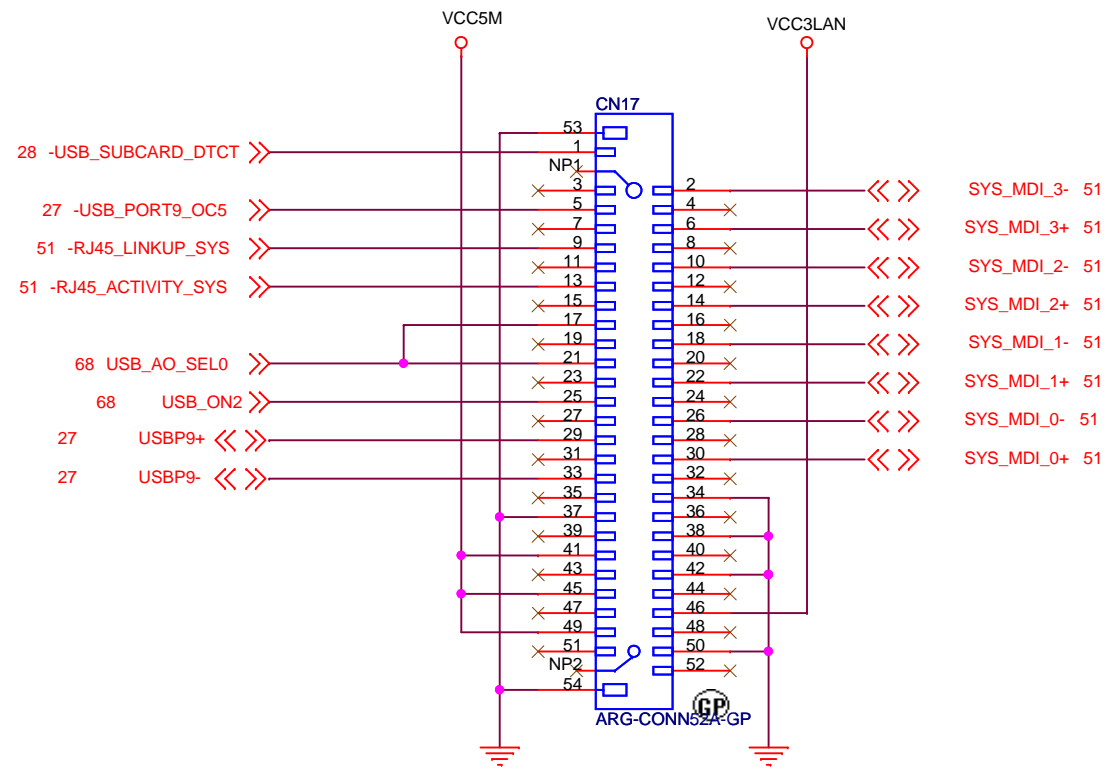 VCC5M
VCC3LAN
CN17
53
28 -USB_SUBCARD_DTCT 1
NP1
3 2 SYS_MDI_3- 51
27 -USB_PORT9_OC5 5 4
7 6 SYS_MDI_3+ 51
51 -RJ45_LINKUP_SYS 9 8
11 10 SYS_MDI_2- 51
51 -RJ45_ACTIVITY_SYS 13 12
15 14 SYS_MDI_2+ 51
17 16
19 18 SYS_MDI_1- 51
68 USB_AO_SEL0 21 20
23 22 SYS_MDI_1+ 51
68 USB_ON2 25 24
27 26 SYS_MDI_0- 51
27 USBP9+ 29 28
31 30 SYS_MDI_0+ 51
27 USBP9- 33 32
35 34
37 36
39 38
41 40
43 42
45 44
47 46
49 48
51 50
NP2 52
54
GP
ARG-CONN52A-GP